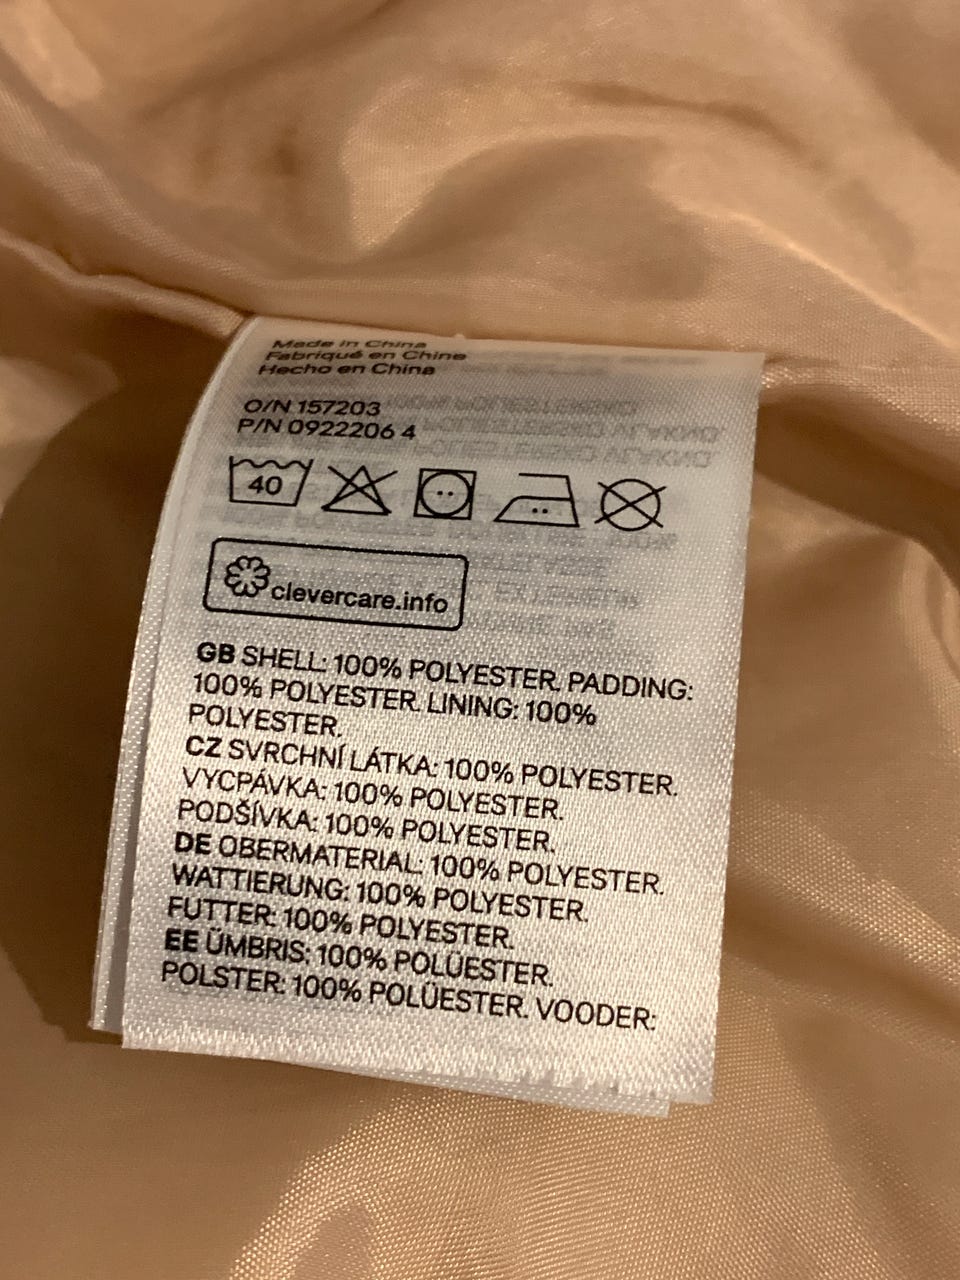 Made in China
Fabriqué en Chine
Hecho en China
O/N 157203
P/N 0922206 4
40
clevercare.info
GB SHELL: 100% POLYESTER. PADDING:
100% POLYESTER. LINING: 100%
POLYESTER.
CZ SVRCHNÍ LÁTKA: 100% POLYESTER.
VYCPÁVKA: 100% POLYESTER.
PODŠÍVKA: 100% POLYESTER.
DE OBERMATERIAL: 100% POLYESTER.
WATTIERUNG: 100% POLYESTER.
FUTTER: 100% POLYESTER.
EE ÜMBRIS: 100% POLÜESTER.
POLSTER: 100% POLÜESTER. VOODER: